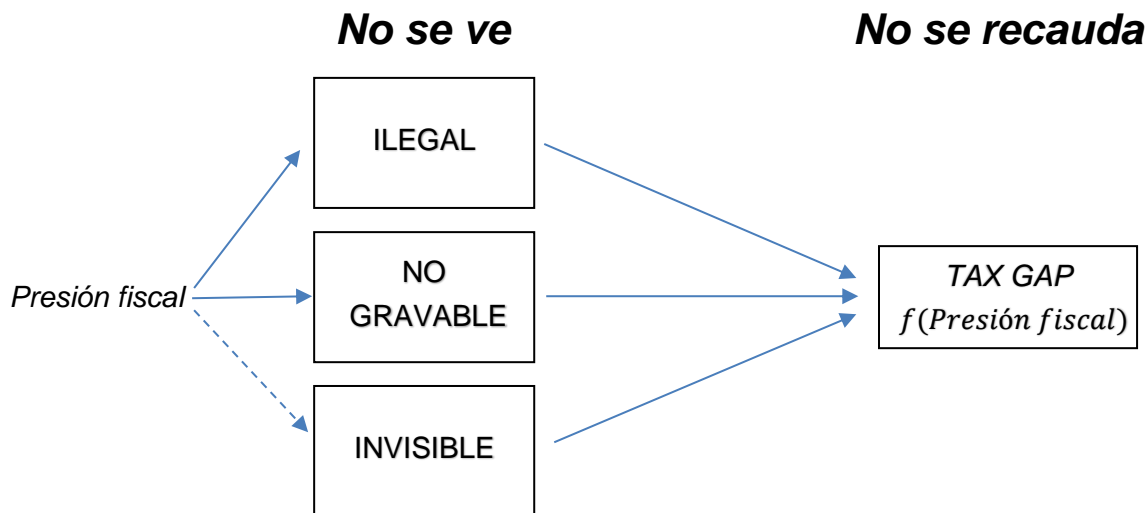 No se ve
No se recauda
ILEGAL
NO
GRAVABLE
INVISIBLE
Presión fiscal
TAX GAP
f(Presión fiscal)